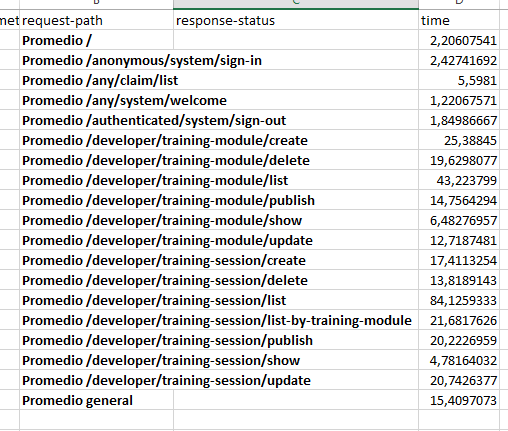 met request-path response-status time
Promedio / 2,20607541
Promedio /anonymous/system/sign-in 2,42741692
Promedio /any/claim/list 5,5981
Promedio /any/system/welcome 1,22067571
Promedio /authenticated/system/sign-out 1,84986667
Promedio /developer/training-module/create 25,38845
Promedio /developer/training-module/delete 19,6298077
Promedio /developer/training-module/list 43,223799
Promedio /developer/training-module/publish 14,7564294
Promedio /developer/training-module/show 6,48276957
Promedio /developer/training-module/update 12,7187481
Promedio /developer/training-session/create 17,4113254
Promedio /developer/training-session/delete 13,8189143
Promedio /developer/training-session/list 84,1259333
Promedio /developer/training-session/list-by-training-module 21,6817626
Promedio /developer/training-session/publish 20,2226959
Promedio /developer/training-session/show 4,78164032
Promedio /developer/training-session/update 20,7426377
Promedio general 15,4097073